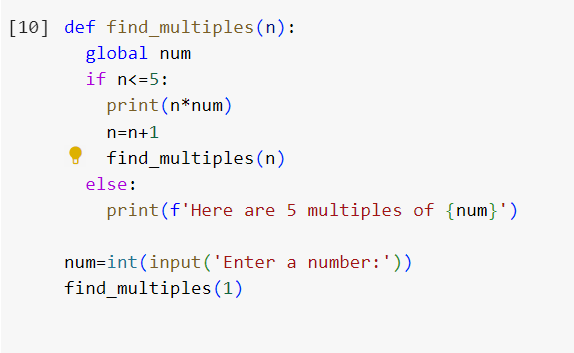 [10] def find_multiples(n):
  global num
  if n<=5:
    print(n*num)
    n=n+1
    find_multiples(n)
  else:
    print(f'Here are 5 multiples of {num}')
num=int(input('Enter a number:'))
find_multiples(1)